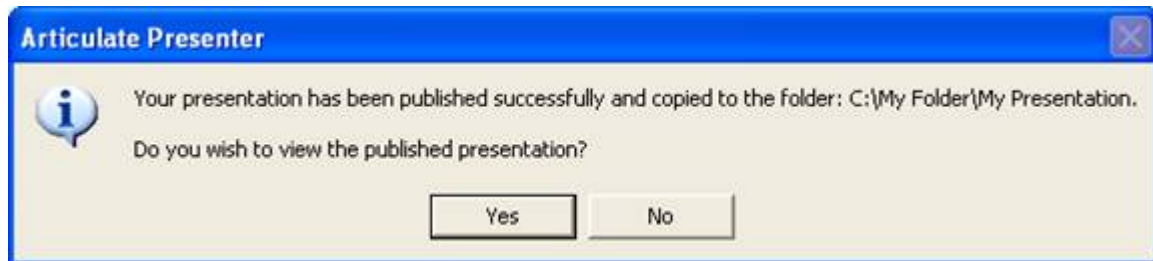 Articulate Presenter
Your presentation has been published successfully and copied to the folder: C:\My Folder\My Presentation.
Do you wish to view the published presentation?
Yes No